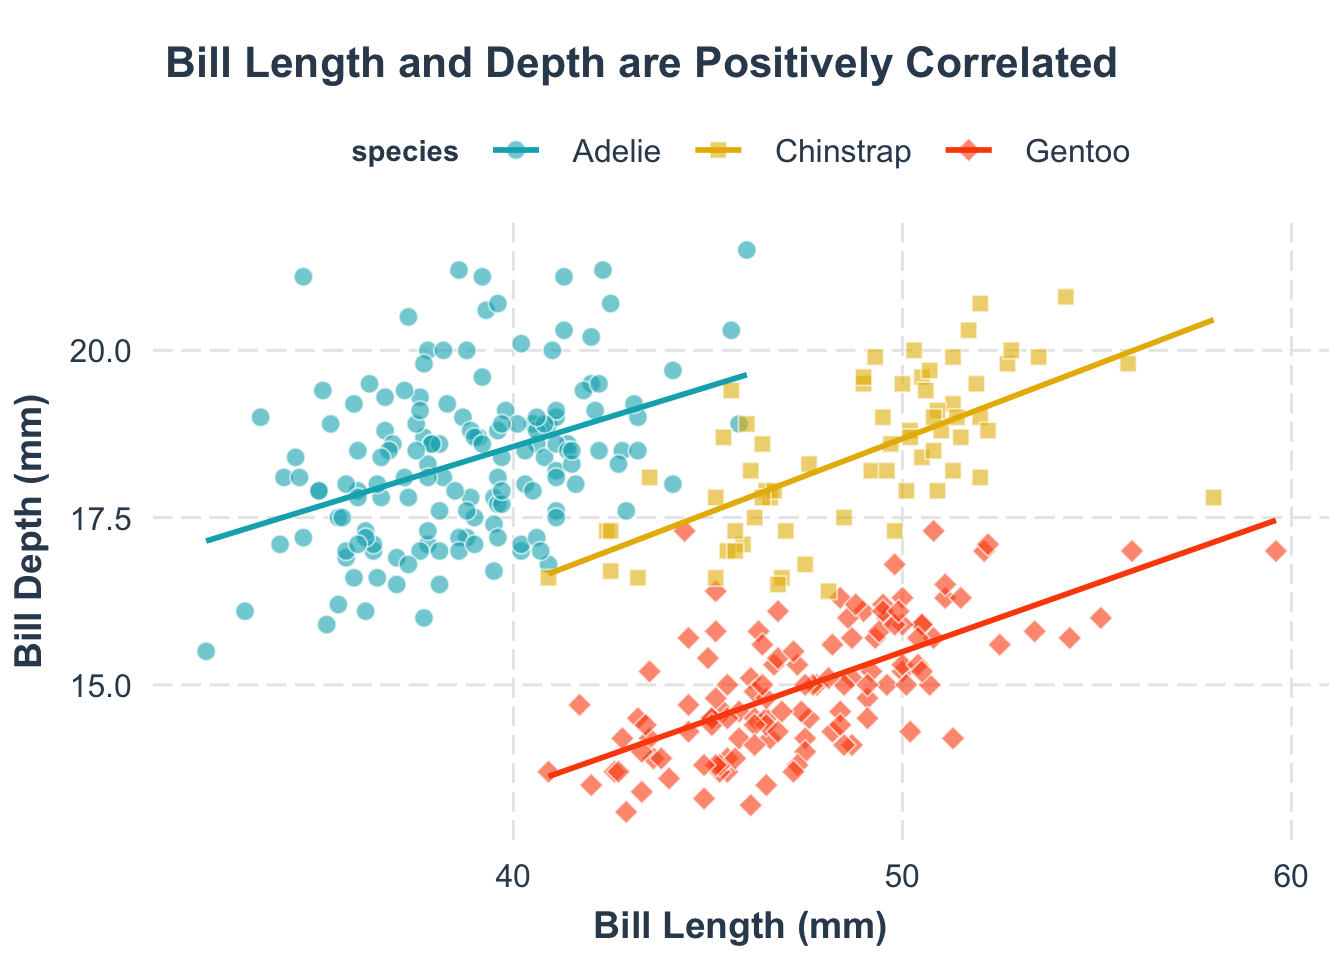 Bill Length and Depth are Positively Correlated
species Adelie Chinstrap Gentoo
Bill Depth (mm)
20.0
17.5
15.0
40 50 60
Bill Length (mm)